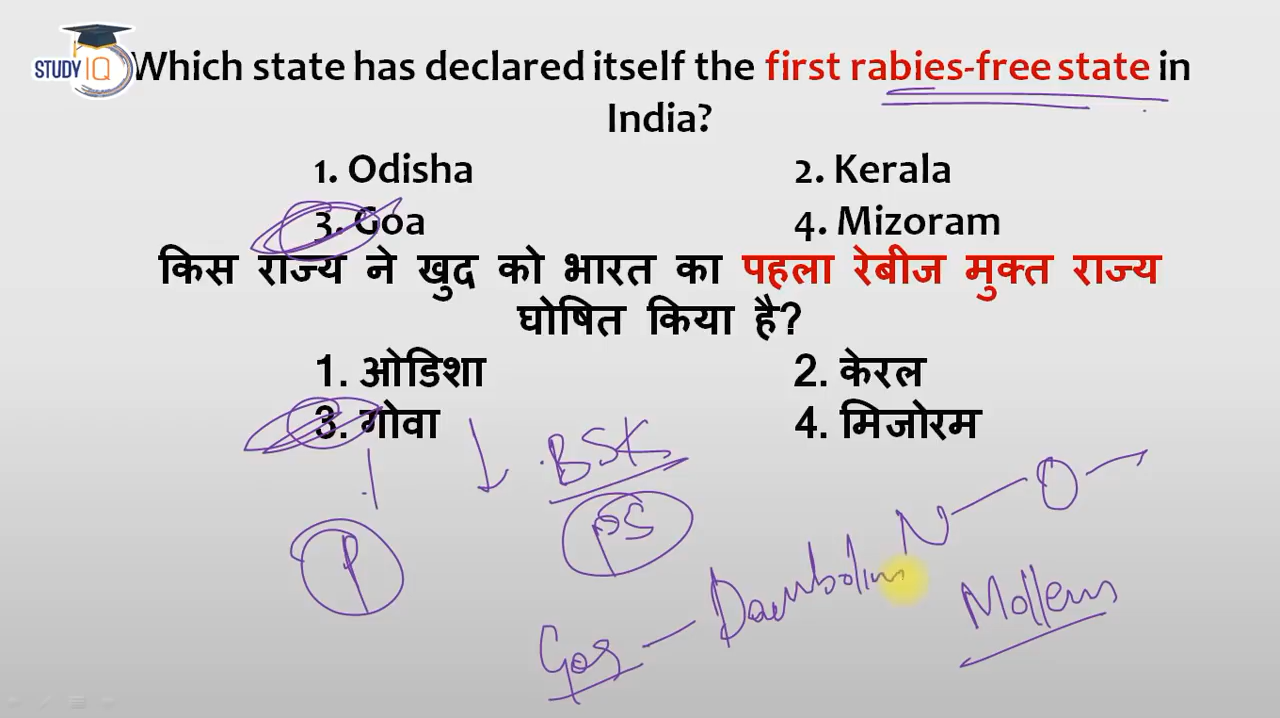 STUDY IQ
Which state has declared itself the first rabies-free state in
India?
1. Odisha
2. Kerala
3. Goa
4. Mizoram
किस राज्य ने खुद को भारत का पहला रेबीज मुक्त राज्य
घोषित किया है?
1. ओडिशा
2. केरल
3. गोवा
4. मिजोरम
BSK
PS
P
N - O
Goa - Dambolim
Mollem